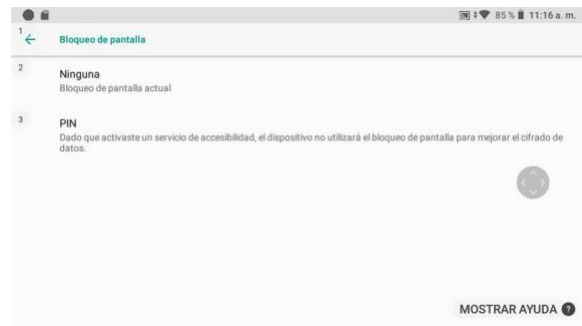 85 % 11:16 a. m.
1
Bloqueo de pantalla
2
Ninguna
Bloqueo de pantalla actual
3
PIN
Dado que activaste un servicio de accesibilidad, el dispositivo no utilizará el bloqueo de pantalla para mejorar el cifrado de
datos.
MOSTRAR AYUDA ?